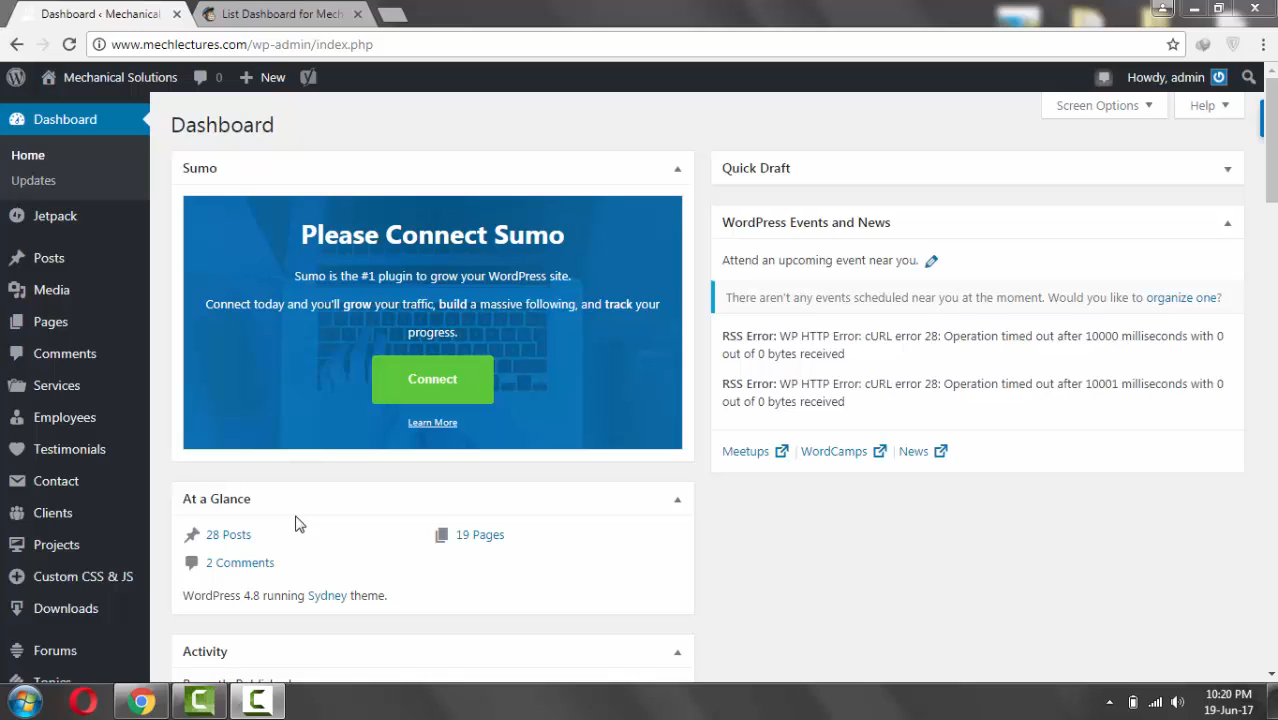 Dashboard ‹ Mechanical
List Dashboard for Mech
www.mechlectures.com/wp-admin/index.php
Mechanical Solutions
0
New
Howdy, admin
Dashboard
Home
Updates
Jetpack
Posts
Media
Pages
Comments
Services
Employees
Testimonials
Contact
Clients
Projects
Custom CSS & JS
Downloads
Forums
Topics
Screen Options
Help
Dashboard
Sumo
Please Connect Sumo
Sumo is the #1 plugin to grow your WordPress site.
Connect today and you'll grow your traffic, build a massive following, and track your
progress.
Connect
Learn More
At a Glance
28 Posts
19 Pages
2 Comments
WordPress 4.8 running Sydney theme.
Activity
Quick Draft
WordPress Events and News
Attend an upcoming event near you.
There aren't any events scheduled near you at the moment. Would you like to organize one?
RSS Error: WP HTTP Error: cURL error 28: Operation timed out after 10000 milliseconds with 0
out of 0 bytes received
RSS Error: WP HTTP Error: cURL error 28: Operation timed out after 10001 milliseconds with 0
out of 0 bytes received
Meetups | WordCamps | News
10:20 PM
19-Jun-17